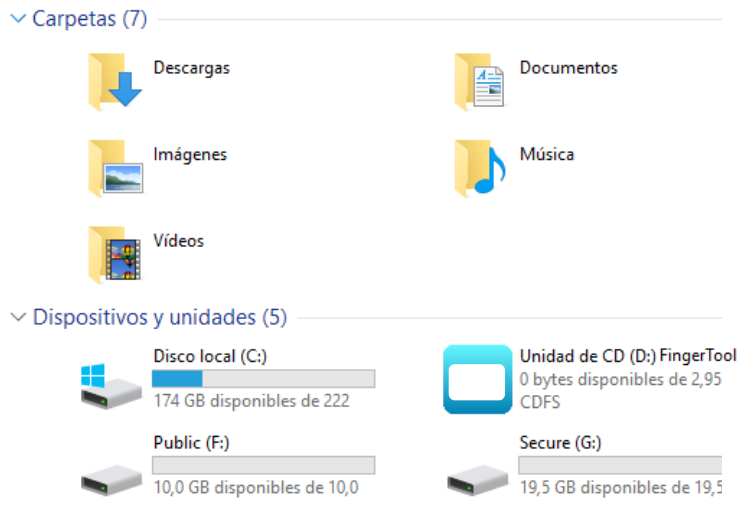 Carpetas (7)
Descargas
Documentos
Imágenes
Música
Vídeos
Dispositivos y unidades (5)
Disco local (C:)
174 GB disponibles de 222
Unidad de CD (D:) FingerTool
0 bytes disponibles de 2,95
CDFS
Public (F:)
10,0 GB disponibles de 10,0
Secure (G:)
19,5 GB disponibles de 19,5